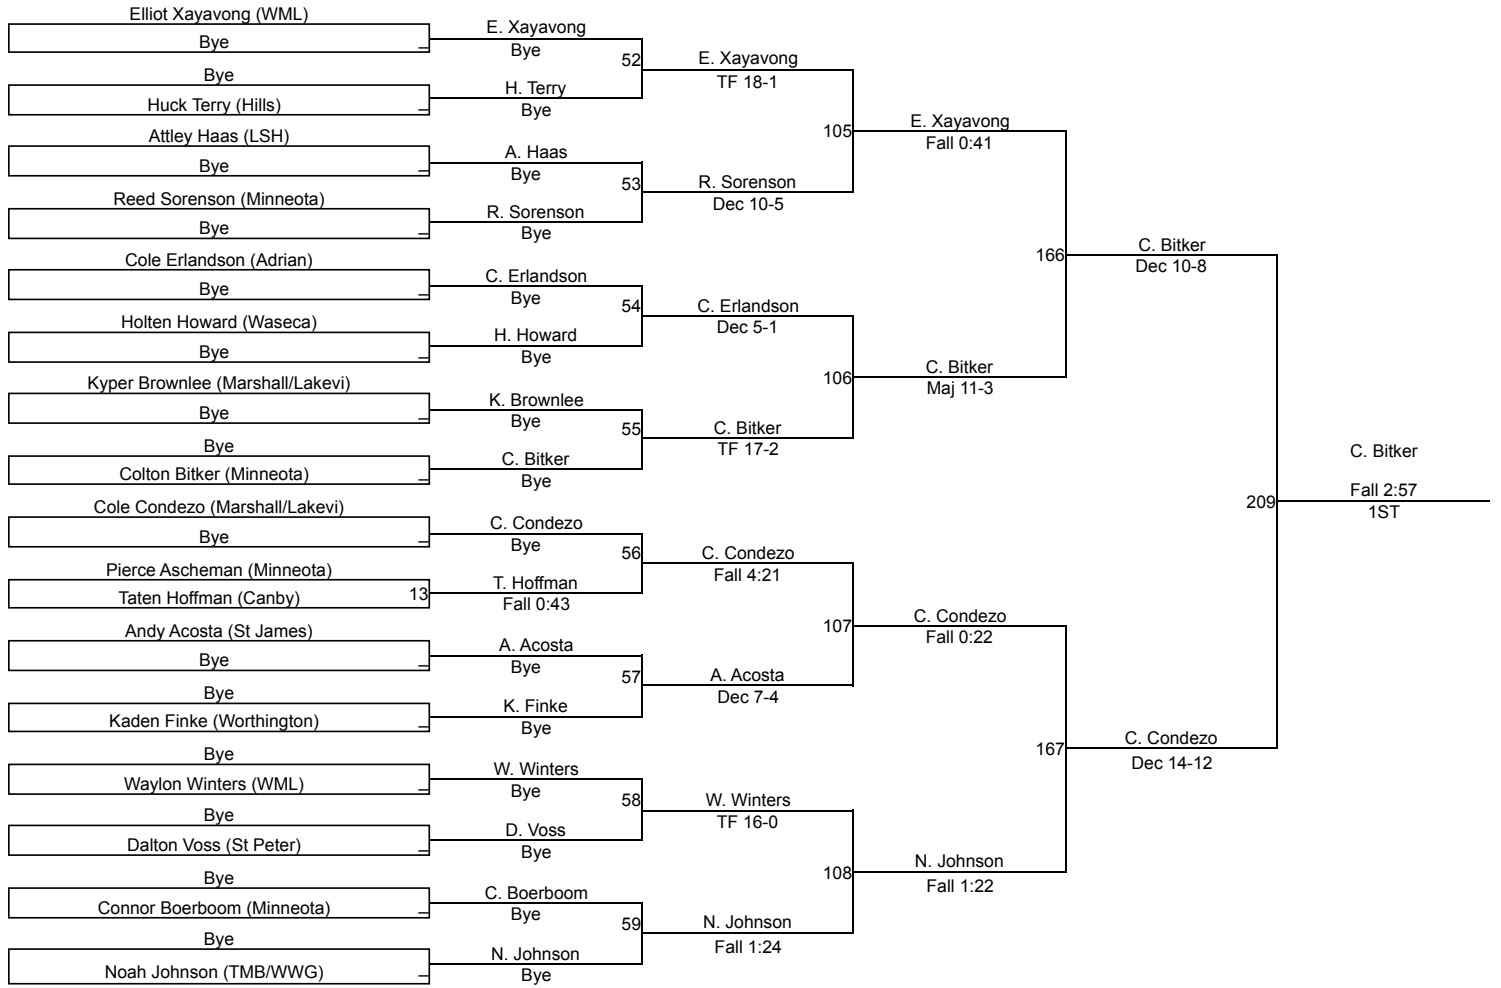 Elliot Xayavong (WML)
Bye
Bye
Huck Terry (Hills)
Attley Haas (LSH)
Bye
Reed Sorenson (Minneota)
Bye
Cole Erlandson (Adrian)
Bye
Holten Howard (Waseca)
Bye
Kyper Brownlee (Marshall/Lakevi)
Bye
Bye
Colton Bitker (Minneota)
Cole Condezo (Marshall/Lakevi)
Bye
Pierce Ascheman (Minneota)
Taten Hoffman (Canby)
13
Andy Acosta (St James)
Bye
Bye
Kaden Finke (Worthington)
Bye
Waylon Winters (WML)
Bye
Dalton Voss (St Peter)
Bye
Connor Boerboom (Minneota)
Bye
Noah Johnson (TMB/WWG)
E. Xayavong
Bye
52
H. Terry
Bye
A. Haas
Bye
53
R. Sorenson
Bye
C. Erlandson
Bye
54
H. Howard
Bye
K. Brownlee
Bye
55
C. Bitker
Bye
C. Condezo
Bye
56
T. Hoffman
Fall 0:43
A. Acosta
Bye
57
K. Finke
Bye
W. Winters
Bye
58
D. Voss
Bye
C. Boerboom
Bye
59
N. Johnson
Bye
E. Xayavong
TF 18-1
105
R. Sorenson
Dec 10-5
C. Erlandson
Dec 5-1
106
C. Bitker
TF 17-2
C. Condezo
Fall 4:21
107
A. Acosta
Dec 7-4
W. Winters
TF 16-0
108
N. Johnson
Fall 1:24
E. Xayavong
Fall 0:41
166
C. Bitker
Maj 11-3
C. Condezo
Fall 0:22
167
N. Johnson
Fall 1:22
C. Bitker
Dec 10-8
209
C. Condezo
Dec 14-12
C. Bitker
Fall 2:57
1ST